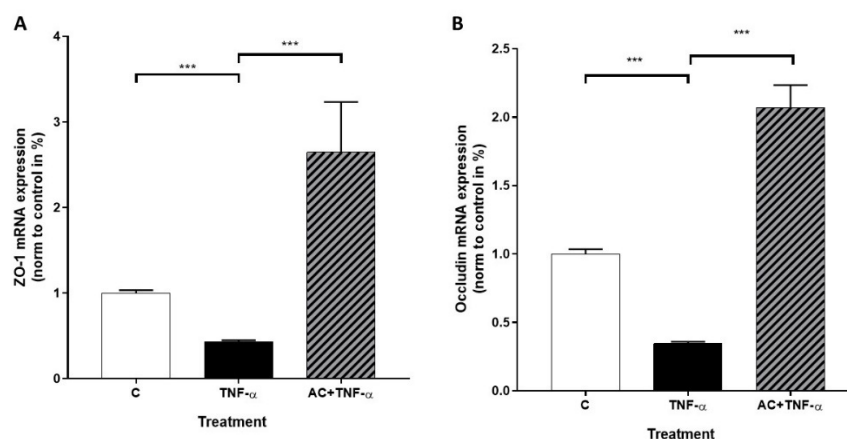 A
ZO-1 mRNA expression
(norm to control in %)
4
3
2
1
0
***
***
C
TNF-α
AC+TNF-α
Treatment
B
Occludin mRNA expression
(norm to control in %)
2.5
2.0
1.5
1.0
0.5
0.0
***
***
C
TNF-α
AC+TNF-α
Treatment